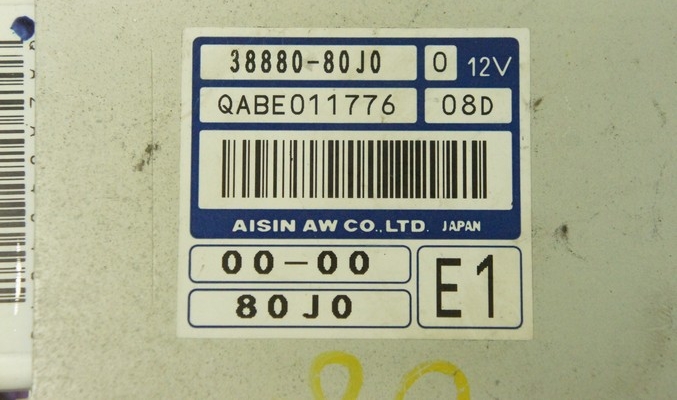 38880-80J0 0 12V
QABE011776 08D
AISIN AW CO.,LTD. JAPAN
00-00
80J0
E1